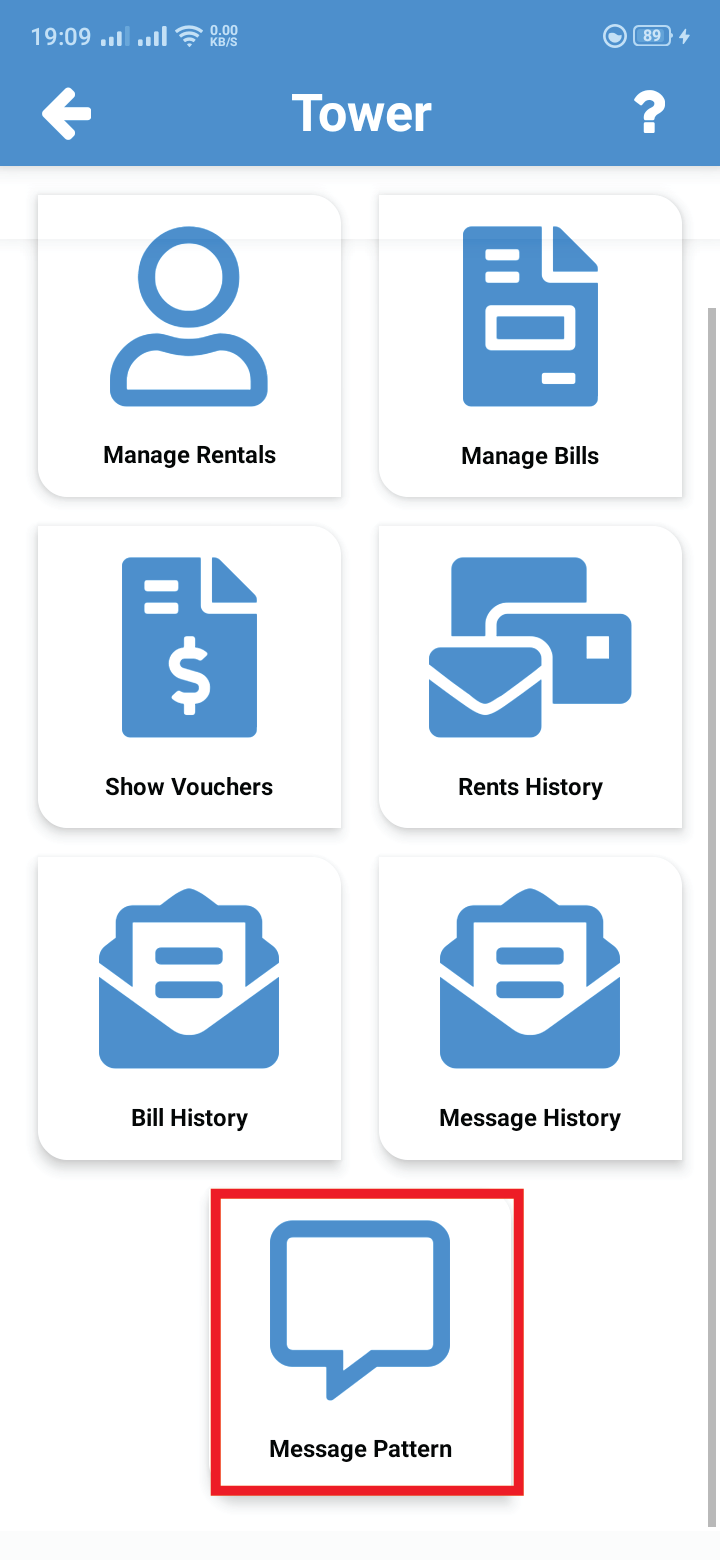 19:09 0.00 KB/S 89
Tower ?
Manage Rentals
Manage Bills
$
Show Vouchers
Rents History
Bill History
Message History
Message Pattern